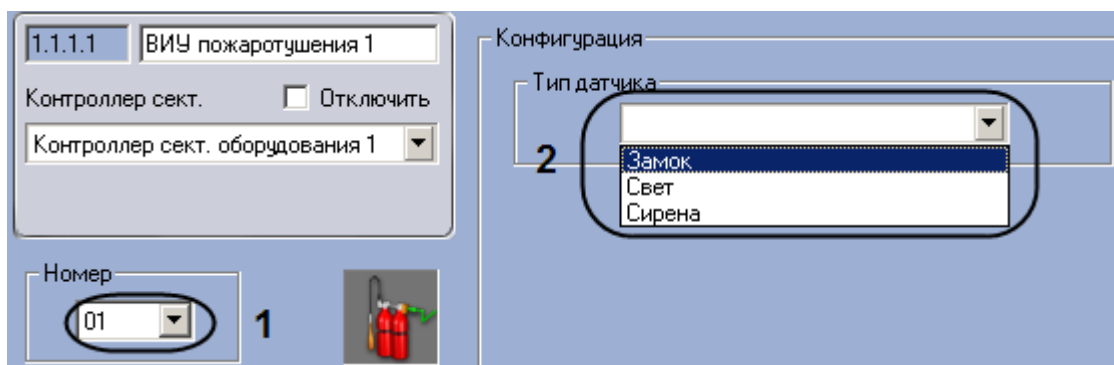 1.1.1.1 ВИУ пожаротушения 1
Контроллер сект. Отключить
Контроллер сект. оборудования 1
Номер
01
1
Конфигурация
Тип датчика
2
Замок
Свет
Сирена